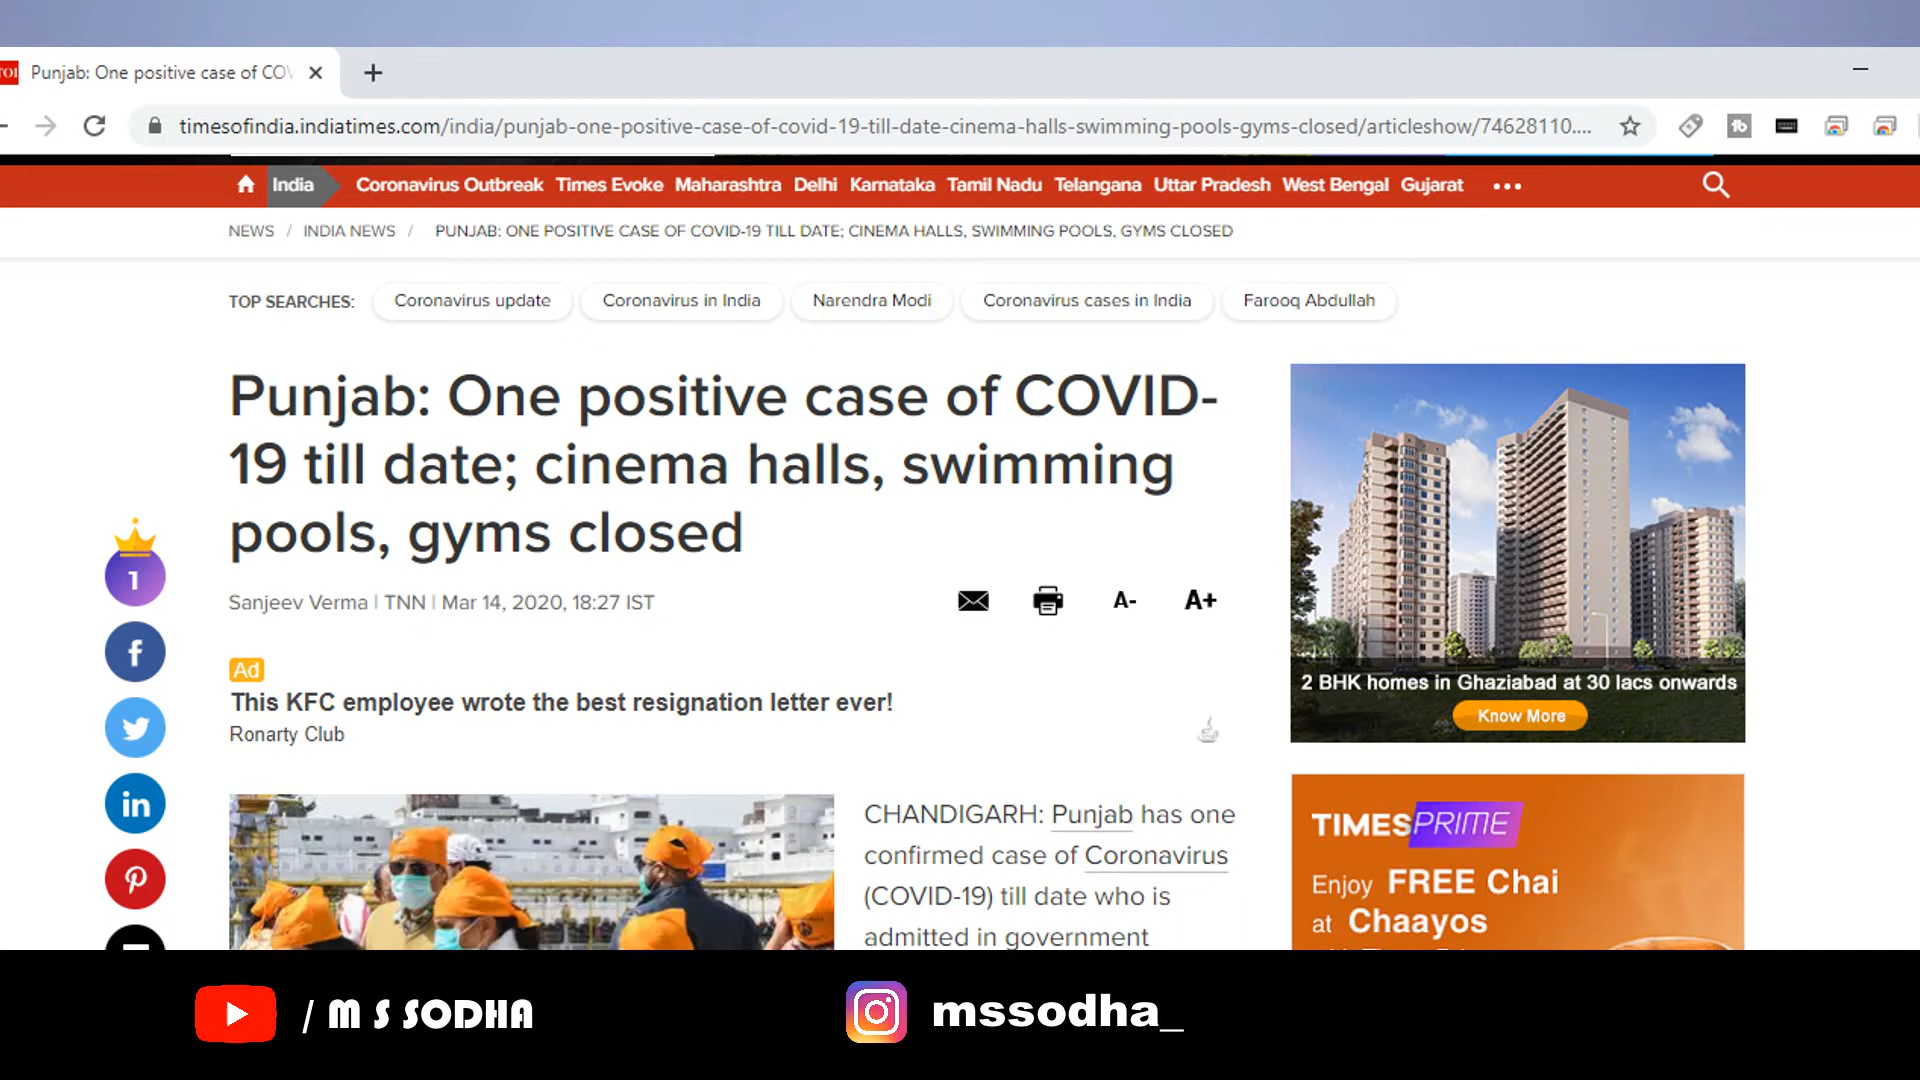 TOI
Punjab: One positive case of COV
timesofindia.indiatimes.com/india/punjab-one-positive-case-of-covid-19-till-date-cinema-halls-swimming-pools-gyms-closed/articleshow/74628110....
India Coronavirus Outbreak Times Evoke Maharashtra Delhi Karnataka Tamil Nadu Telangana Uttar Pradesh West Bengal Gujarat
NEWS / INDIA NEWS / PUNJAB: ONE POSITIVE CASE OF COVID-19 TILL DATE; CINEMA HALLS, SWIMMING POOLS, GYMS CLOSED
TOP SEARCHES: Coronavirus update Coronavirus in India Narendra Modi Coronavirus cases in India Farooq Abdullah
Punjab: One positive case of COVID-
19 till date; cinema halls, swimming
pools, gyms closed
1
Sanjeev Verma | TNN | Mar 14, 2020, 18:27 IST
A- A+
Ad
This KFC employee wrote the best resignation letter ever!
Ronarty Club
2 BHK homes in Ghaziabad at 30 lacs onwards
Know More
CHANDIGARH: Punjab has one
confirmed case of Coronavirus
(COVID-19) till date who is
admitted in government
TIMESPRIME
Enjoy FREE Chai
at Chaayos
/ M S SODHA
mssodha_